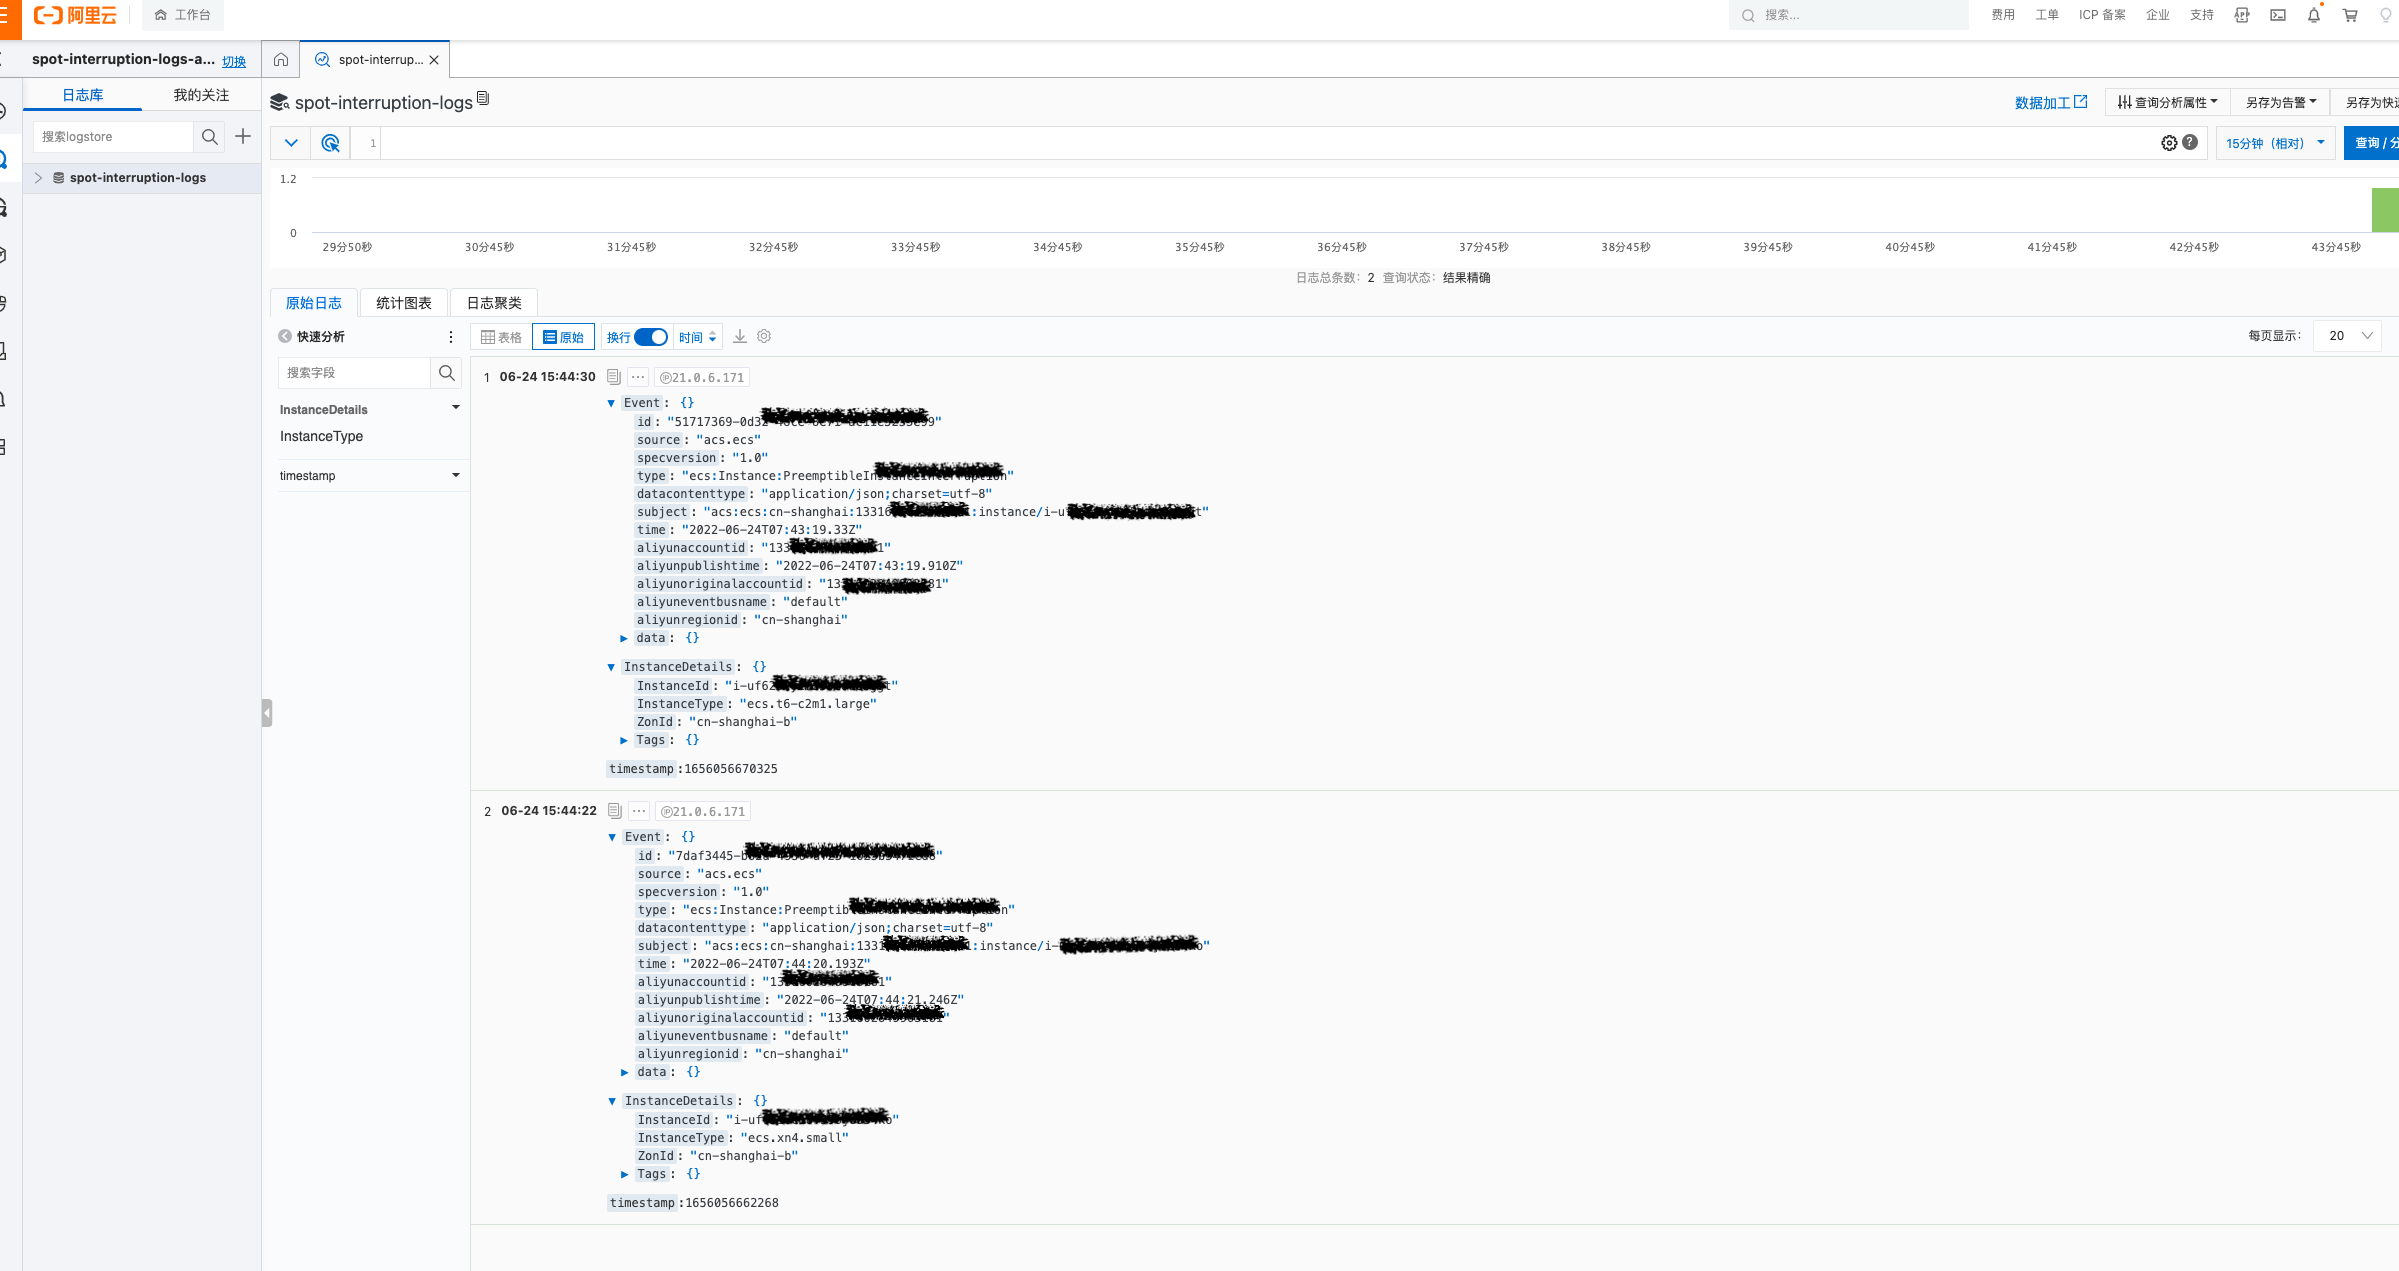 阿里云
工作台
搜索...
费用
工单
ICP 备案
企业
支持
spot-interruption-logs-a...
切换
spot-interrup...
日志库
我的关注
spot-interruption-logs
数据加工
查询分析属性
另存为告警
另存为快
搜索logstore
1
?
15分钟（相对）
查询 / 分
spot-interruption-logs
1.2
0
29分50秒
30分45秒
31分45秒
32分45秒
33分45秒
34分45秒
35分45秒
36分45秒
37分45秒
38分45秒
39分45秒
40分45秒
41分45秒
42分45秒
43分45秒
日志总条数: 2 查询状态: 结果精确
原始日志
统计图表
日志聚类
快速分析
表格
原始
换行
时间
每页显示:
20
搜索字段
InstanceDetails
InstanceType
timestamp
1 06-24 15:44:30
21.0.6.171
Event: {}
id: "51717369-0d32
source: "acs.ecs"
specversion: "1.0"
type: "ecs:Instance:PreemptibleInstanceInterruption"
datacontenttype: "application/json;charset=utf-8"
subject: "acs:ecs:cn-shanghai:1331 :instance/i-u t"
time: "2022-06-24T07:43:19.33Z"
aliyunaccountid: "133 1"
aliyunpublishtime: "2022-06-24T07:43:19.910Z"
aliyunoriginalaccountid: "13 81"
aliyuneventbusname: "default"
aliyunregionid: "cn-shanghai"
data: {}
InstanceDetails: {}
InstanceId: "i-uf62 t"
InstanceType: "ecs.t6-c2m1.large"
ZonId: "cn-shanghai-b"
Tags: {}
timestamp:1656056670325
2 06-24 15:44:22
21.0.6.171
Event: {}
id: "7daf3445-b
source: "acs.ecs"
specversion: "1.0"
type: "ecs:Instance:Preemptibl n"
datacontenttype: "application/json;charset=utf-8"
subject: "acs:ecs:cn-shanghai:1331 1:instance/i- o"
time: "2022-06-24T07:44:20.193Z"
aliyunaccountid: "13 1"
aliyunpublishtime: "2022-06-24T07:44:21.246Z"
aliyunoriginalaccountid: "133
aliyuneventbusname: "default"
aliyunregionid: "cn-shanghai"
data: {}
InstanceDetails: {}
InstanceId: "i-uf o"
InstanceType: "ecs.xn4.small"
ZonId: "cn-shanghai-b"
Tags: {}
timestamp:1656056662268